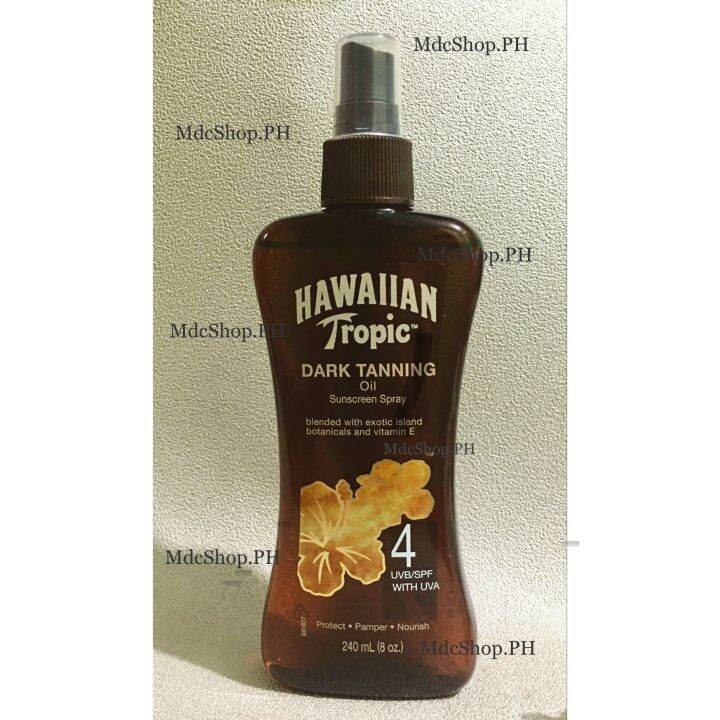 MdcShop.PH
MdcShop.PH
MdcShop.PH
HAWAIIAN
Tropic™
MdcShop.PH
DARK TANNING
Oil
Sunscreen Spray
blended with exotic island
botanicals and vitamin E
MdcShop.PH
4
UVB/SPF
WITH UVA
MdcShop.PH
Protect • Pamper • Nourish
240 mL (8 oz.)
MdcShop.PH